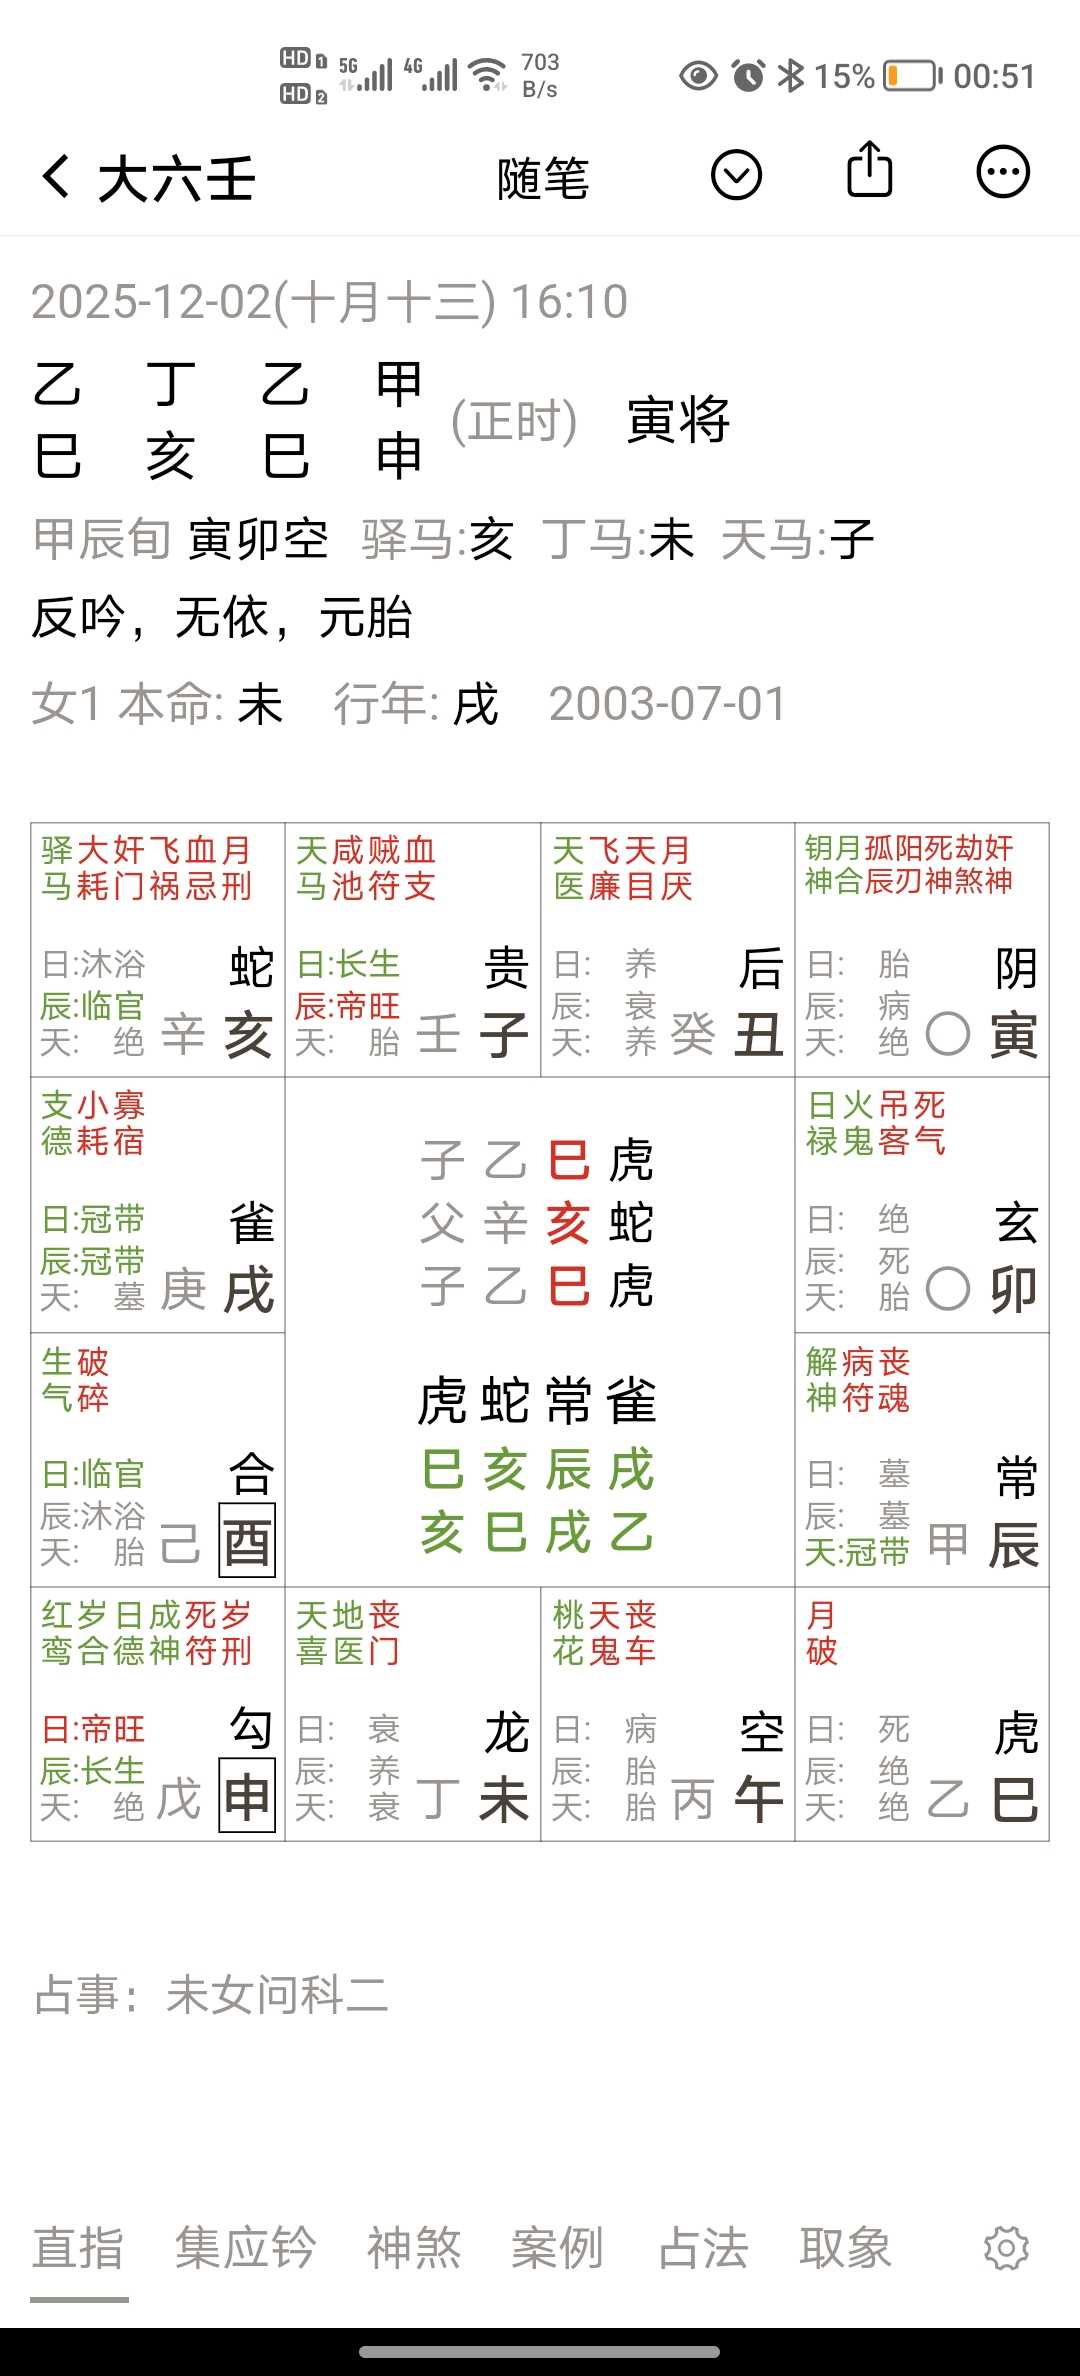 HD 1 5G 4G 703 B/s 15% 00:51
HD 2
大六壬 随笔
2025-12-02(十月十三) 16:10
乙 丁 乙 甲
巳 亥 巳 申 (正时) 寅将
甲辰旬 寅卯空 驿马:亥 丁马:未 天马:子
反吟，无依，元胎
女1 本命: 未 行年: 戌 2003-07-01
驿大奸飞血月
马耗门祸忌刑
日:沐浴 蛇
辰:临官
天: 绝 辛 亥
天咸贼血
马池符支
日:长生 贵
辰:帝旺
天: 胎 壬 子
天飞天月
医廉目厌
日: 养 后
辰: 衰
天: 养 癸 丑
钥月孤阳死劫奸
神合辰刃神煞神
日: 胎 阴
辰: 病
天: 绝 〇 寅
支小寡
德耗宿
日:冠带 雀
辰:冠带
天: 墓 庚 戌
子 乙 巳 虎
父 辛 亥 蛇
子 乙 巳 虎
虎 蛇 常 雀
巳 亥 辰 戌
亥 巳 戌 乙
日火吊死
禄鬼客气
日: 绝 玄
辰: 死
天: 胎 〇 卯
生破
气碎
日:临官 合
辰:沐浴
天: 胎 己 酉
解病丧
神符魂
日: 墓 常
辰: 墓
天:冠带 甲 辰
红岁日成死岁
鸾合德神符刑
日:帝旺 勾
辰:长生
天: 绝 戊 申
天地丧
喜医门
日: 衰 龙
辰: 养
天: 衰 丁 未
桃天丧
花鬼车
日: 病 空
辰: 胎
天: 胎 丙 午
月
破
日: 死 虎
辰: 绝
天: 绝 乙 巳
占事: 未女问科二
直指 集应钤 神煞 案例 占法 取象